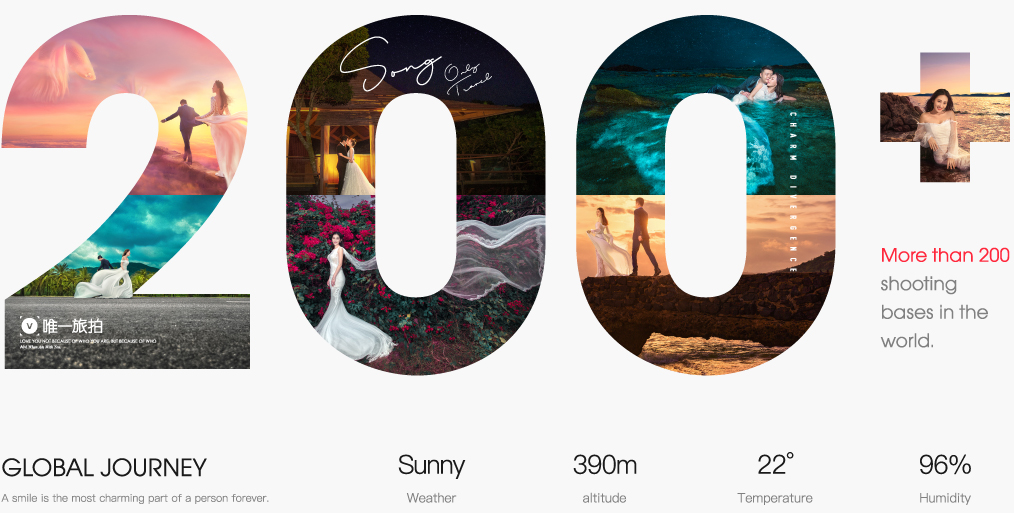 200+
Song
Only
Travel
CHARM DIVERGENCE
V 唯一旅拍
LOVE YOU NOT BECAUSE OF WHO YOU ARE, BUT BECAUSE OF WHO
More than 200
shooting
bases in the
world.
GLOBAL JOURNEY
A smile is the most charming part of a person forever.
Sunny
Weather
390m
altitude
22°
Temperature
96%
Humidity